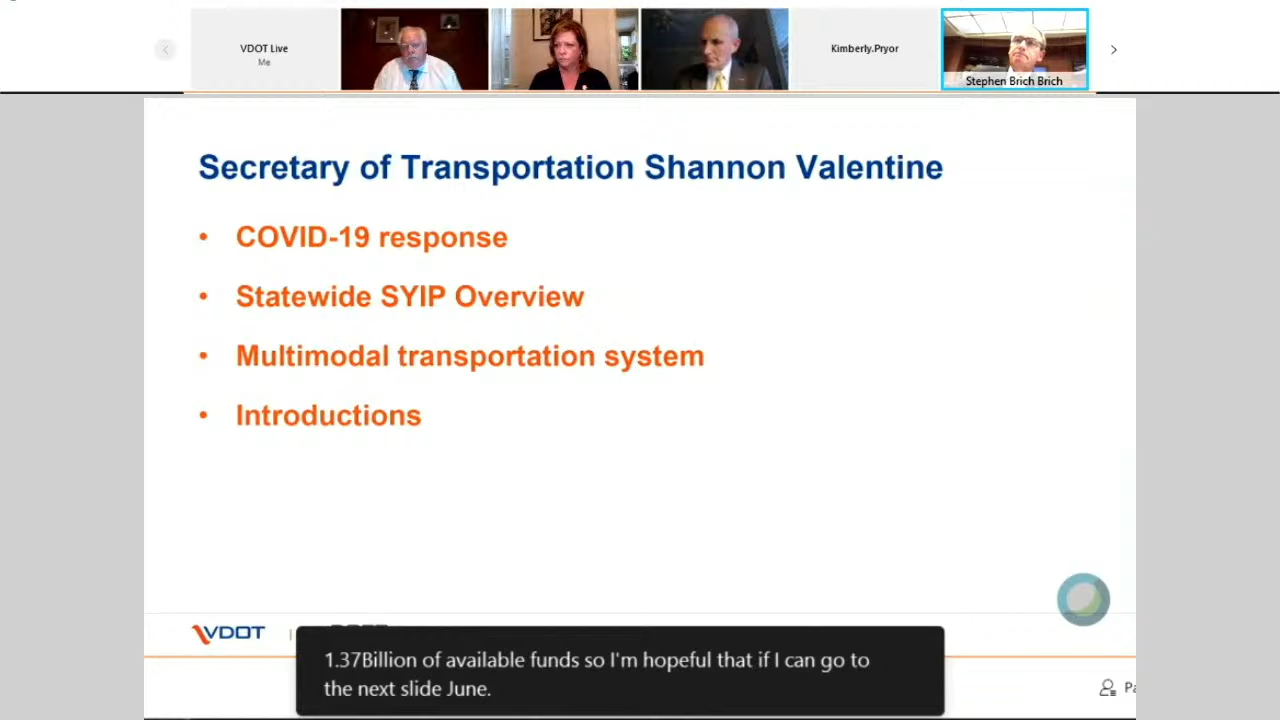 VDOT Live
Me
Kimberly.Pryor
Stephen Brich Brich
Secretary of Transportation Shannon Valentine
• COVID-19 response
• Statewide SYIP Overview
• Multimodal transportation system
• Introductions
VDOT
1.37Billion of available funds so I'm hopeful that if I can go to
the next slide June.
Pa